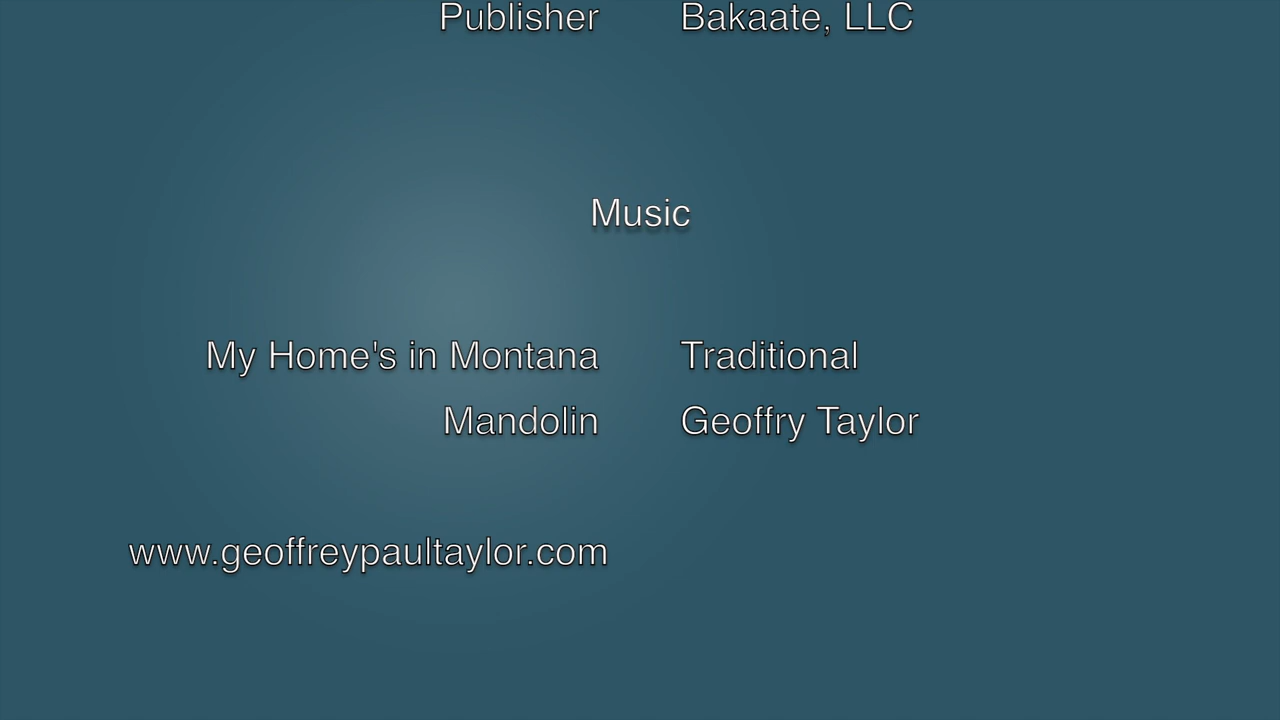 Publisher Bakaate, LLC
Music
My Home's in Montana Traditional
Mandolin Geoffry Taylor
www.geoffreypaultaylor.com